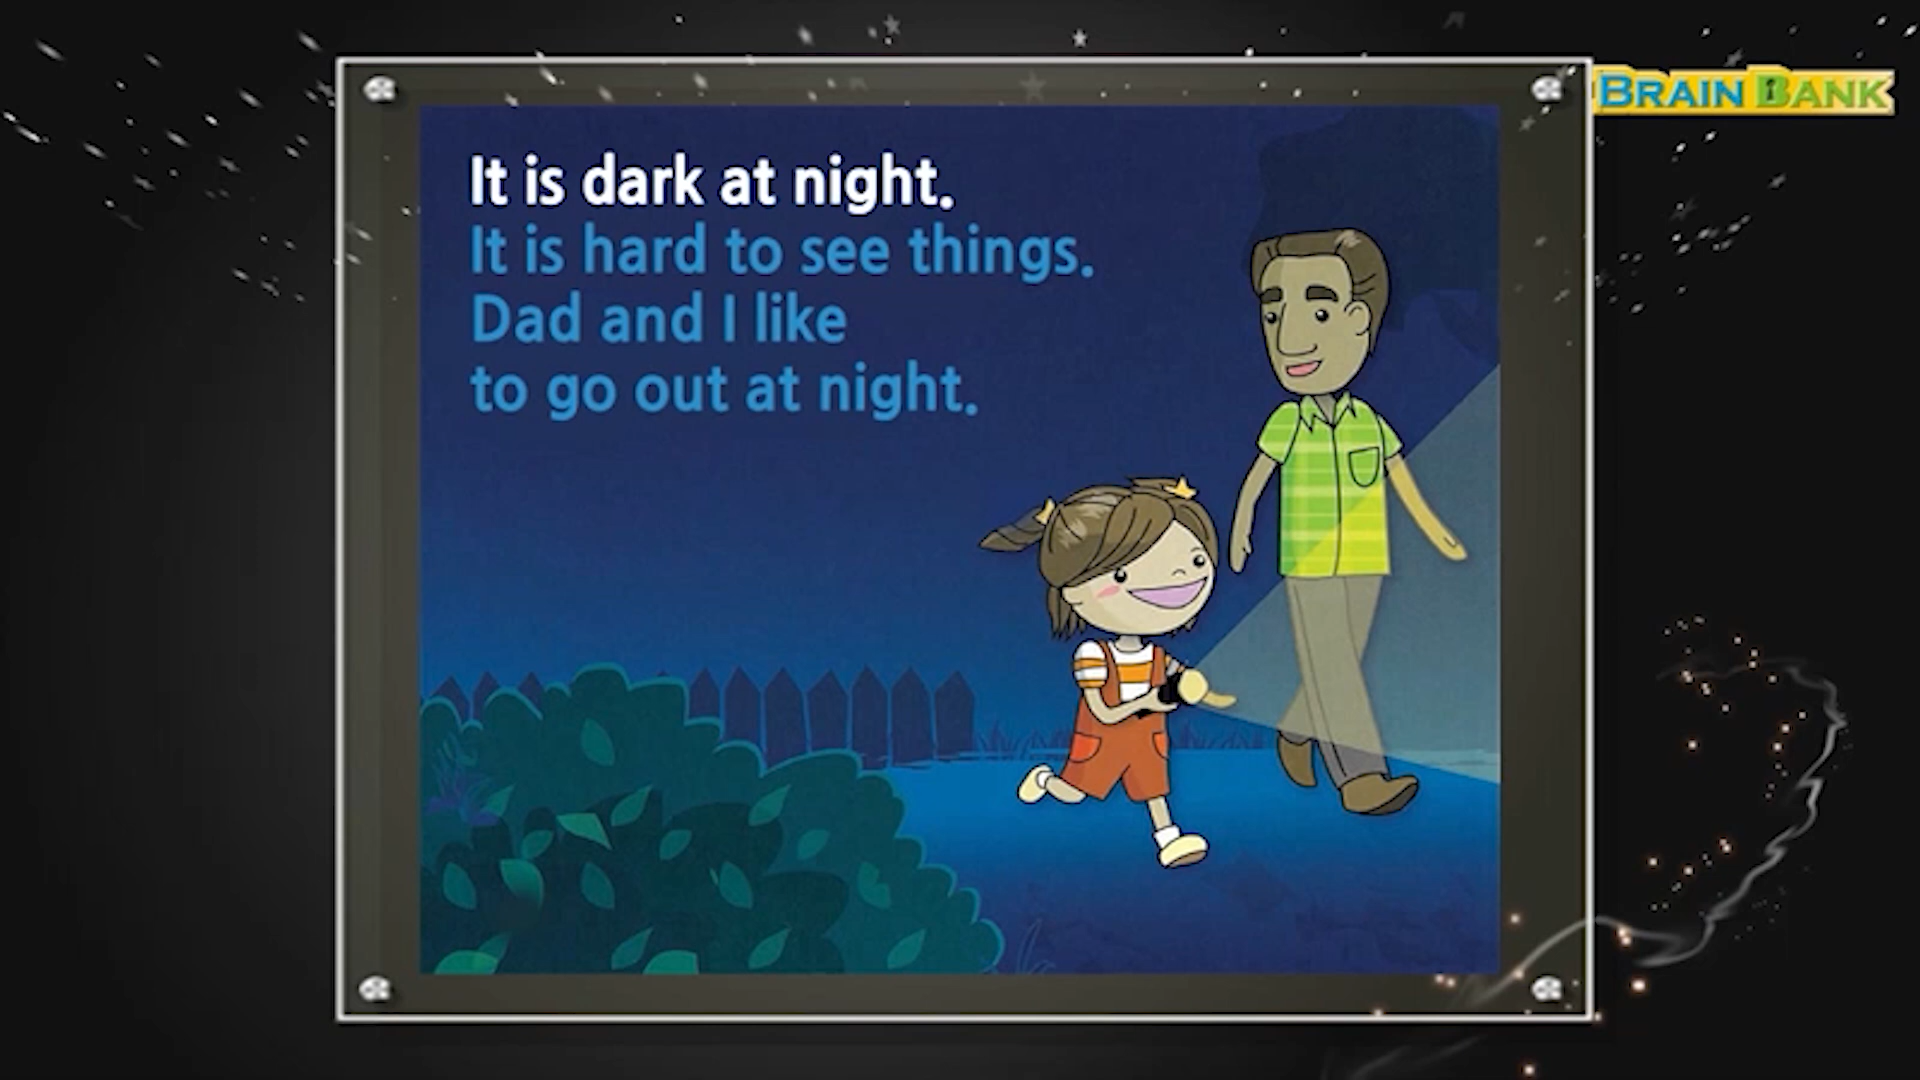 BRAIN BANK
It is dark at night.
It is hard to see things.
Dad and I like
to go out at night.